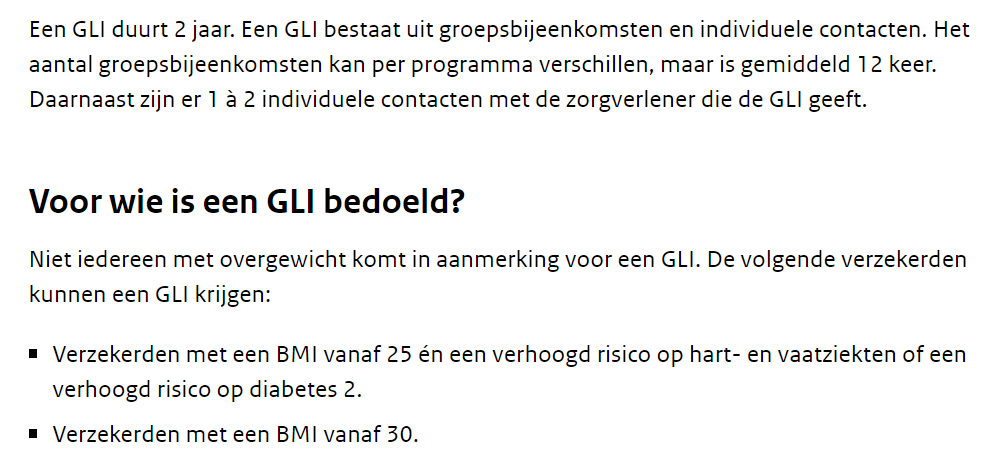 Een GLI duurt 2 jaar. Een GLI bestaat uit groepsbijeenkomsten en individuele contacten. Het
aantal groepsbijeenkomsten kan per programma verschillen, maar is gemiddeld 12 keer.
Daarnaast zijn er 1 à 2 individuele contacten met de zorgverlener die de GLI geeft.
Voor wie is een GLI bedoeld?
Niet iedereen met overgewicht komt in aanmerking voor een GLI. De volgende verzekerden
kunnen een GLI krijgen:
▪ Verzekerden met een BMI vanaf 25 én een verhoogd risico op hart- en vaatziekten of een
verhoogd risico op diabetes 2.
▪ Verzekerden met een BMI vanaf 30.